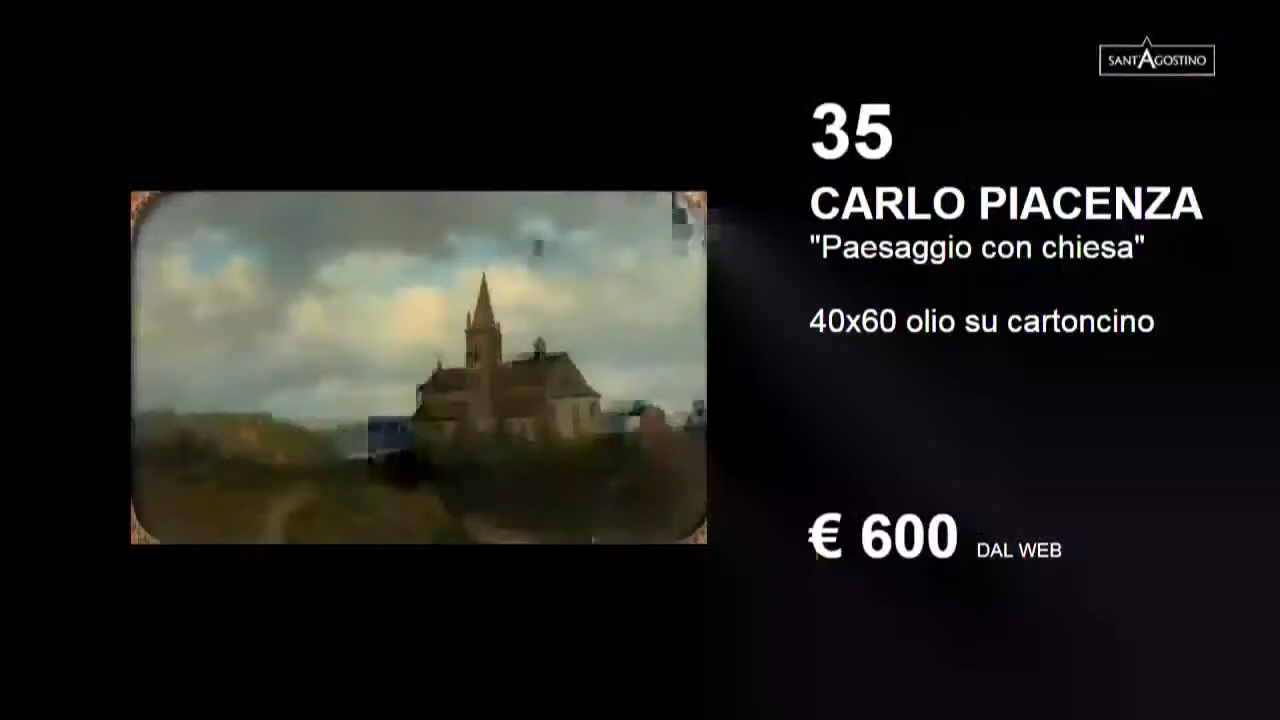 SANTAGOSTINO
35
CARLO PIACENZA
"Paesaggio con chiesa"
40x60 olio su cartoncino
€ 600 DAL WEB